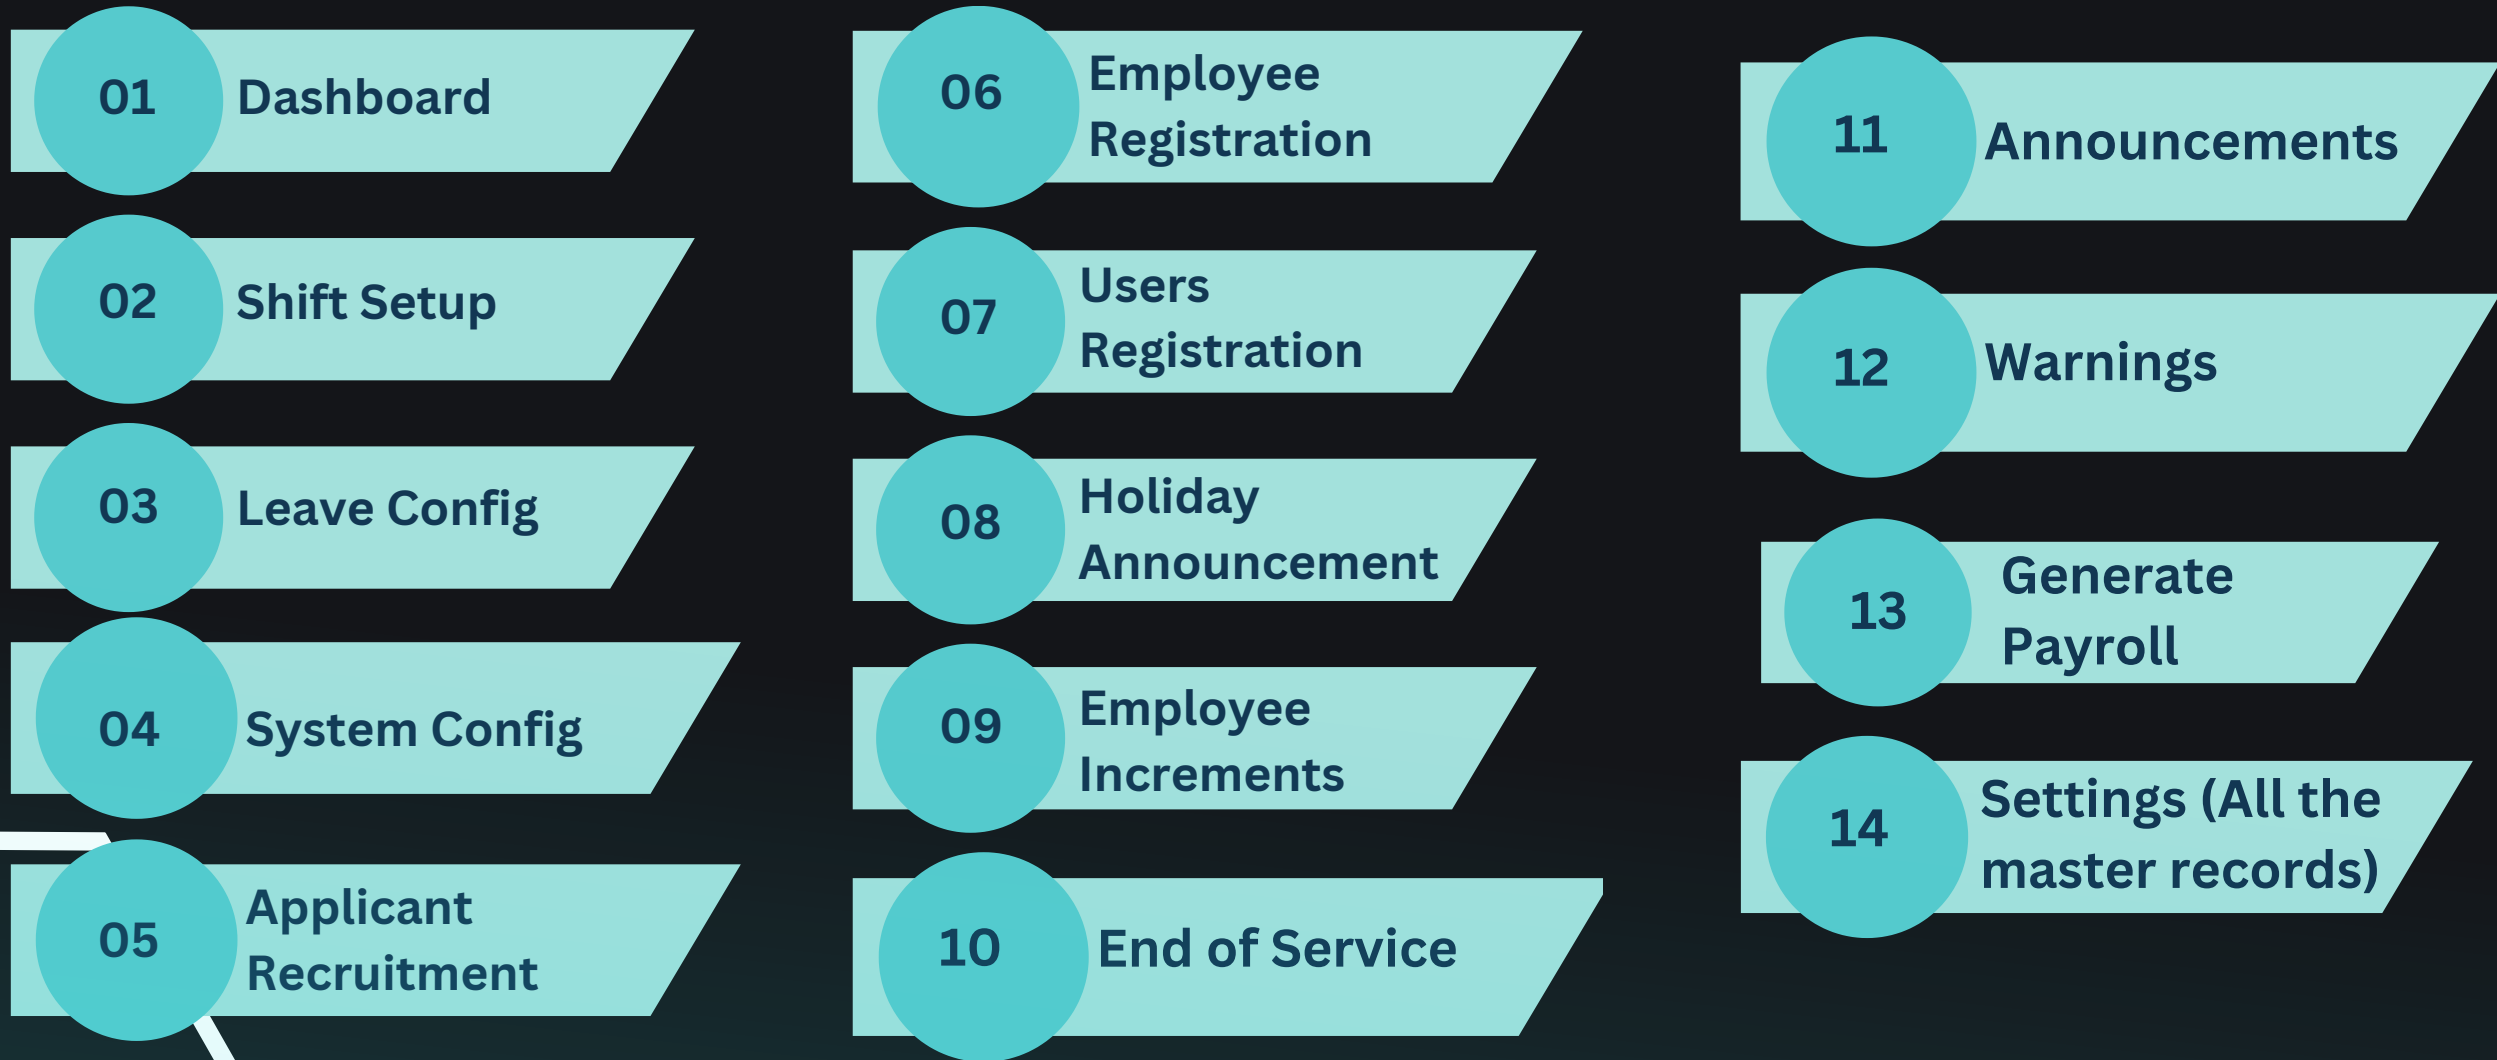 01
Dashboard
02
Shift Setup
03
Leave Config
04
System Config
05
Applicant
Recruitment
06
Employee
Registration
07
Users
Registration
08
Holiday
Announcement
09
Employee
Increments
10
End of Service
11
Announcements
12
Warnings
13
Generate
Payroll
14
Settings (All the
master records)